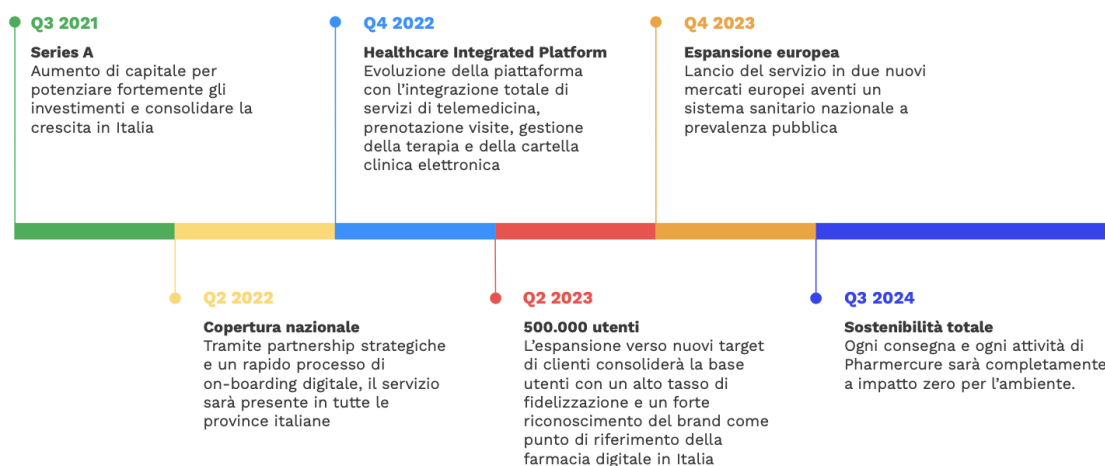 Q3 2021
Series A
Aumento di capitale per
potenziare fortemente gli
investimenti e consolidare la
crescita in Italia
Q4 2022
Healthcare Integrated Platform
Evoluzione della piattaforma
con l’integrazione totale di
servizi di telemedicina,
prenotazione visite, gestione
della terapia e della cartella
clinica elettronica
Q4 2023
Espansione europea
Lancio del servizio in due nuovi
mercati europei aventi un
sistema sanitario nazionale a
prevalenza pubblica
Q2 2022
Copertura nazionale
Tramite partnership strategiche
e un rapido processo di
on-boarding digitale, il servizio
sarà presente in tutte le
province italiane
Q2 2023
500.000 utenti
L’espansione verso nuovi target
di clienti consoliderà la base
utenti con un alto tasso di
fidelizzazione e un forte
riconoscimento del brand come
punto di riferimento della
farmacia digitale in Italia
Q3 2024
Sostenibilità totale
Ogni consegna e ogni attività di
Pharmercure sarà completamente
a impatto zero per l’ambiente.